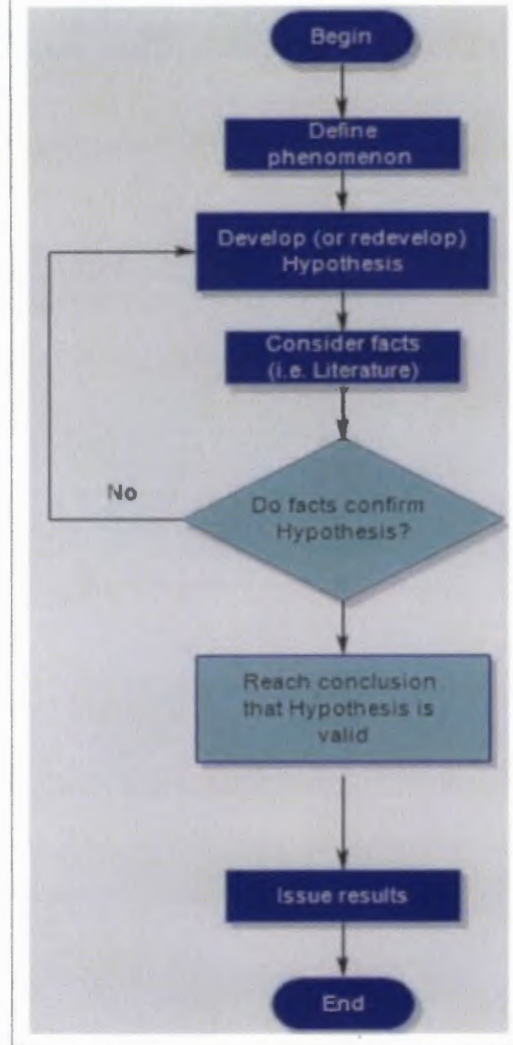 Begin
Define
phenomenon
Develop (or redevelop)
Hypothesis
Consider facts
(i.e. Literature)
No
Do facts confirm
Hypothesis?
Reach conclusion
that Hypothesis is
valid
Issue results
End